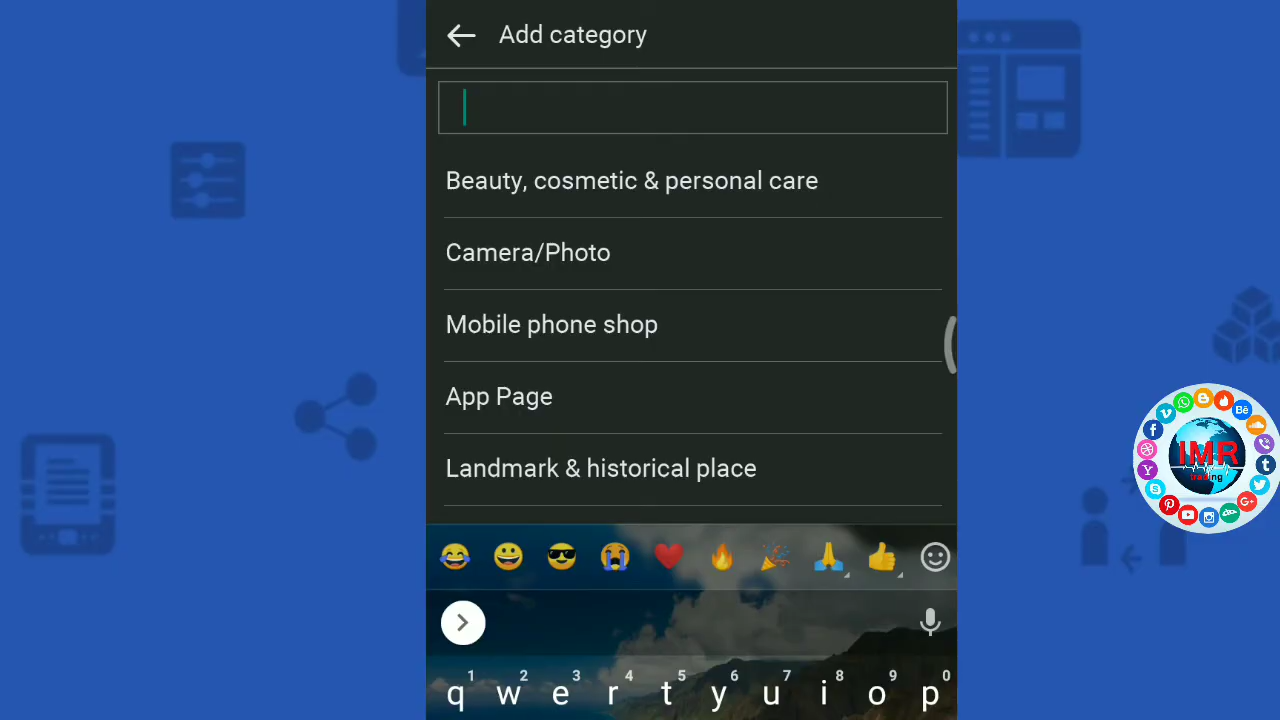 Add category
Beauty, cosmetic & personal care
Camera/Photo
Mobile phone shop
App Page
Landmark & historical place
IMR
trading
1 2 3 4 5 6 7 8 9 0
q w e r t y u i o p